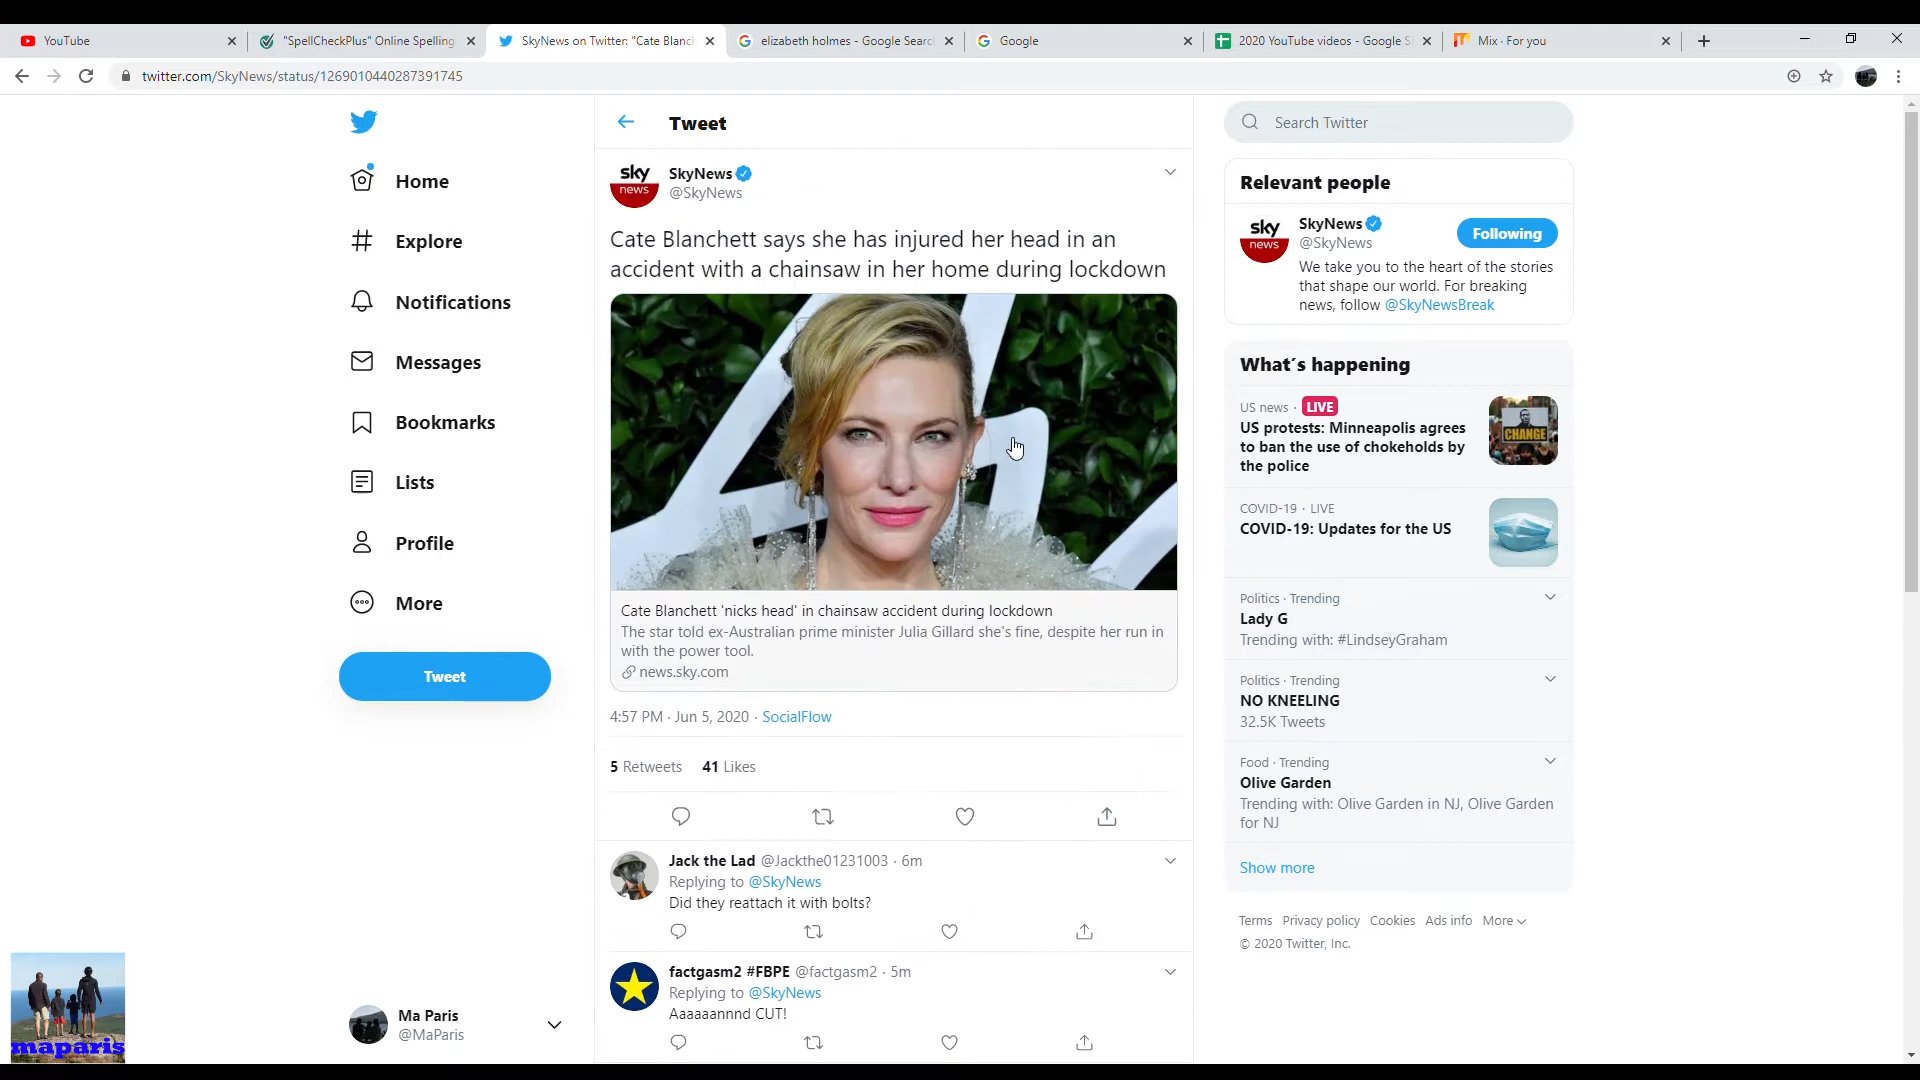 YouTube
"SpellCheckPlus" Online Spelling
SkyNews on Twitter: "Cate Blanch
elizabeth holmes - Google Search
Google
2020 YouTube videos - Google S
Mix · For you
twitter.com/SkyNews/status/1269010440287391745
Home
Explore
Notifications
Messages
Bookmarks
Lists
Profile
More
Tweet
Ma Paris
@MaParis
maparis
Tweet
sky news
SkyNews
@SkyNews
Cate Blanchett says she has injured her head in an
accident with a chainsaw in her home during lockdown
Cate Blanchett 'nicks head' in chainsaw accident during lockdown
The star told ex-Australian prime minister Julia Gillard she's fine, despite her run in
with the power tool.
news.sky.com
4:57 PM · Jun 5, 2020 · SocialFlow
5 Retweets 41 Likes
Jack the Lad @Jackthe01231003 · 6m
Replying to @SkyNews
Did they reattach it with bolts?
factgasm2 #FBPE @factgasm2 · 5m
Replying to @SkyNews
Aaaaaannnd CUT!
Search Twitter
Relevant people
sky news
SkyNews
@SkyNews
Following
We take you to the heart of the stories
that shape our world. For breaking
news, follow @SkyNewsBreak
What's happening
US news · LIVE
US protests: Minneapolis agrees
to ban the use of chokeholds by
the police
CHANGE
COVID-19 · LIVE
COVID-19: Updates for the US
Politics · Trending
Lady G
Trending with: #LindseyGraham
Politics · Trending
NO KNEELING
32.5K Tweets
Food · Trending
Olive Garden
Trending with: Olive Garden in NJ, Olive Garden
for NJ
Show more
Terms Privacy policy Cookies Ads info More
© 2020 Twitter, Inc.